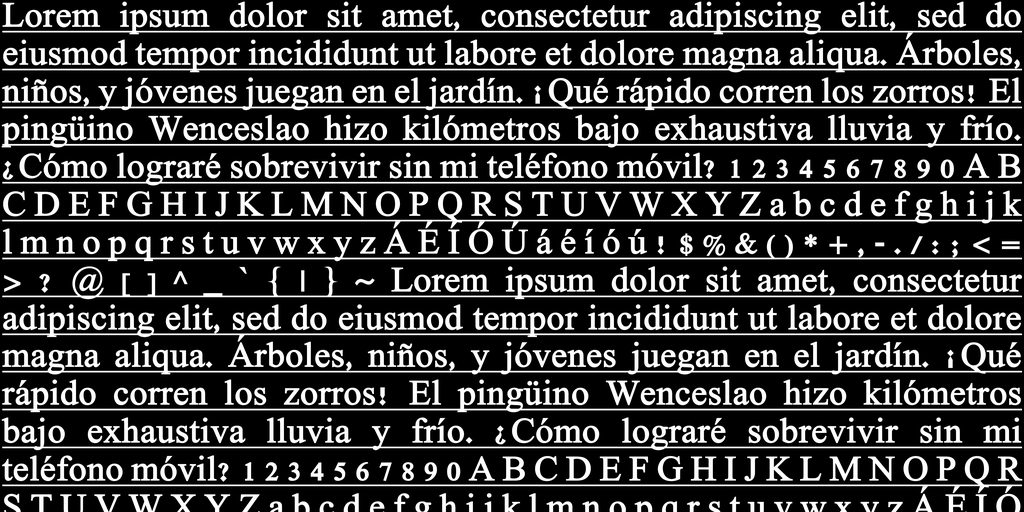 Lorem ipsum dolor sit amet, consectetur adipiscing elit, sed do
eiusmod tempor incididunt ut labore et dolore magna aliqua. Árboles,
niños, y jóvenes juegan en el jardín. ¡Qué rápido corren los zorros! El
pingüino Wenceslao hizo kilómetros bajo exhaustiva lluvia y frío.
¿Cómo lograré sobrevivir sin mi teléfono móvil? 1 2 3 4 5 6 7 8 9 0 A B
C D E F G H I J K L M N O P Q R S T U V W X Y Z a b c d e f g h i j k
l m n o p q r s t u v w x y z Á É Í Ó Ú á é í ó ú ! $ % & ( ) * + , - . / : ; < =
> ? @ [ ] ^ _ ` { | } ~ Lorem ipsum dolor sit amet, consectetur
adipiscing elit, sed do eiusmod tempor incididunt ut labore et dolore
magna aliqua. Árboles, niños, y jóvenes juegan en el jardín. ¡Qué
rápido corren los zorros! El pingüino Wenceslao hizo kilómetros
bajo exhaustiva lluvia y frío. ¿Cómo lograré sobrevivir sin mi
teléfono móvil? 1 2 3 4 5 6 7 8 9 0 A B C D E F G H I J K L M N O P Q R
S T U V W X Y Z a b c d e f g h i j k l m n o p q r s t u v w x y z Á É Í Ó